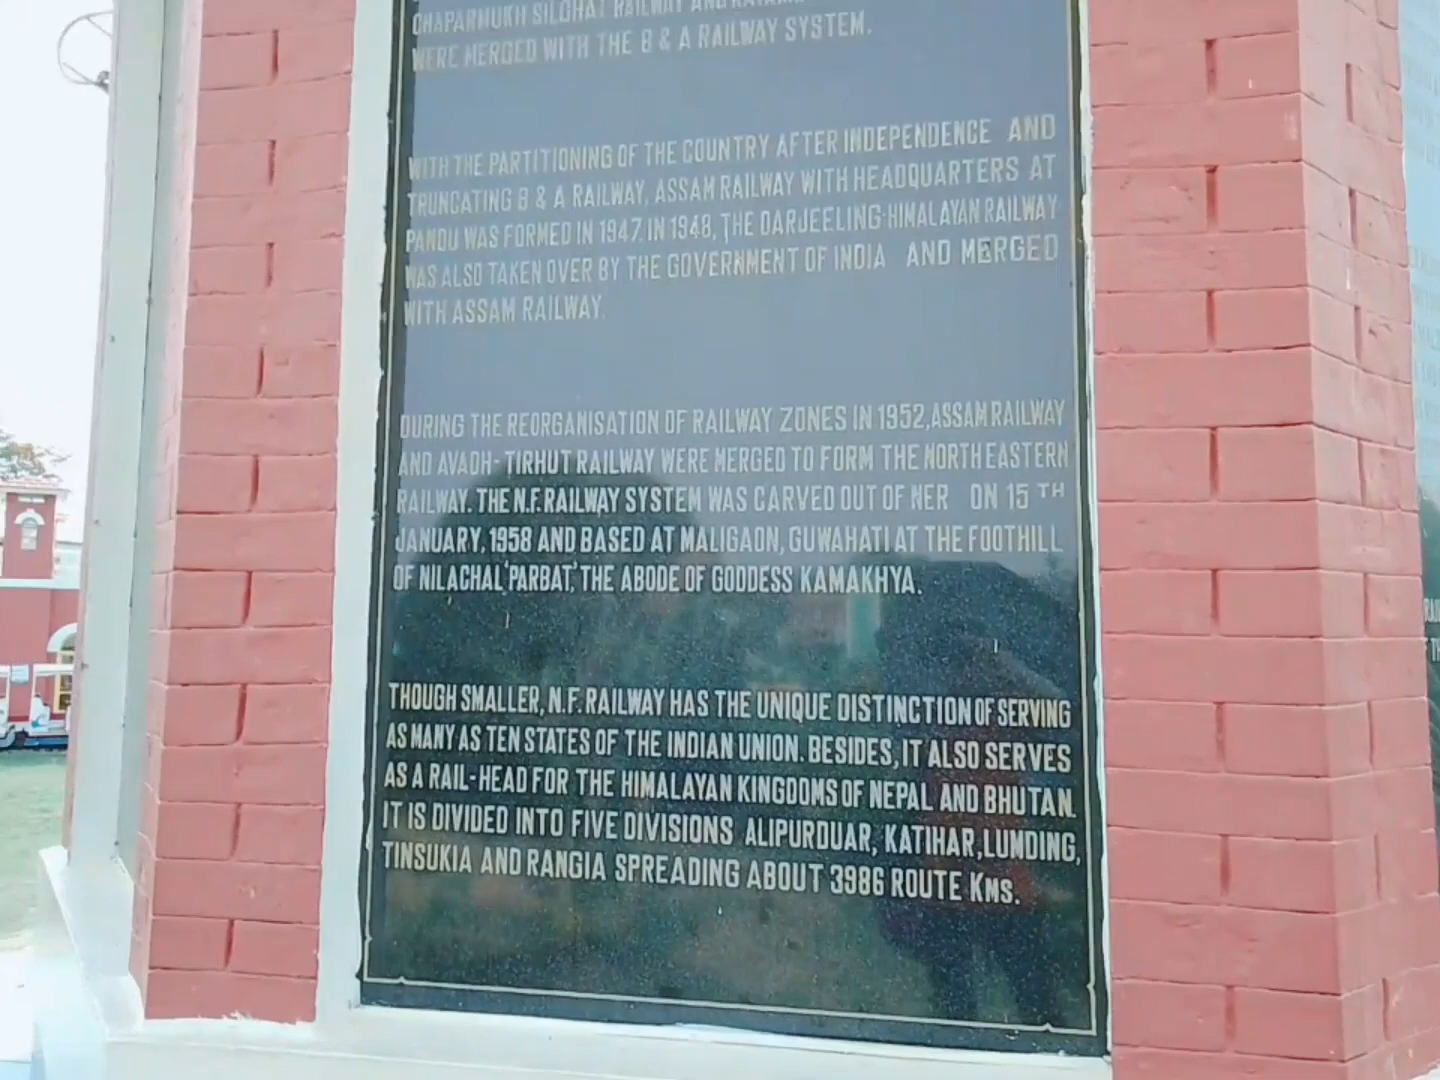 CHAPARMUKH SILGHAT RAILWAY AND
WERE MERGED WITH THE B & A RAILWAY SYSTEM.
WITH THE PARTITIONING OF THE COUNTRY AFTER INDEPENDENCE AND
TRUNCATING B & A RAILWAY, ASSAM RAILWAY WITH HEADQUARTERS AT
PANDU WAS FORMED IN 1947. IN 1948, THE DARJEELING-HIMALAYAN RAILWAY
WAS ALSO TAKEN OVER BY THE GOVERNMENT OF INDIA AND MERGED
WITH ASSAM RAILWAY.
DURING THE REORGANISATION OF RAILWAY ZONES IN 1952, ASSAM RAILWAY
AND AVADH- TIRHUT RAILWAY WERE MERGED TO FORM THE NORTH EASTERN
RAILWAY. THE N.F. RAILWAY SYSTEM WAS CARVED OUT OF NER ON 15 TH
JANUARY, 1958 AND BASED AT MALIGAON, GUWAHATI AT THE FOOTHILL
OF NILACHAL 'PARBAT,' THE ABODE OF GODDESS KAMAKHYA.
THOUGH SMALLER, N.F. RAILWAY HAS THE UNIQUE DISTINCTION OF SERVING
AS MANY AS TEN STATES OF THE INDIAN UNION. BESIDES, IT ALSO SERVES
AS A RAIL-HEAD FOR THE HIMALAYAN KINGDOMS OF NEPAL AND BHUTAN.
IT IS DIVIDED INTO FIVE DIVISIONS ALIPURDUAR, KATIHAR, LUMDING,
TINSUKIA AND RANGIA SPREADING ABOUT 3986 ROUTE KMS.